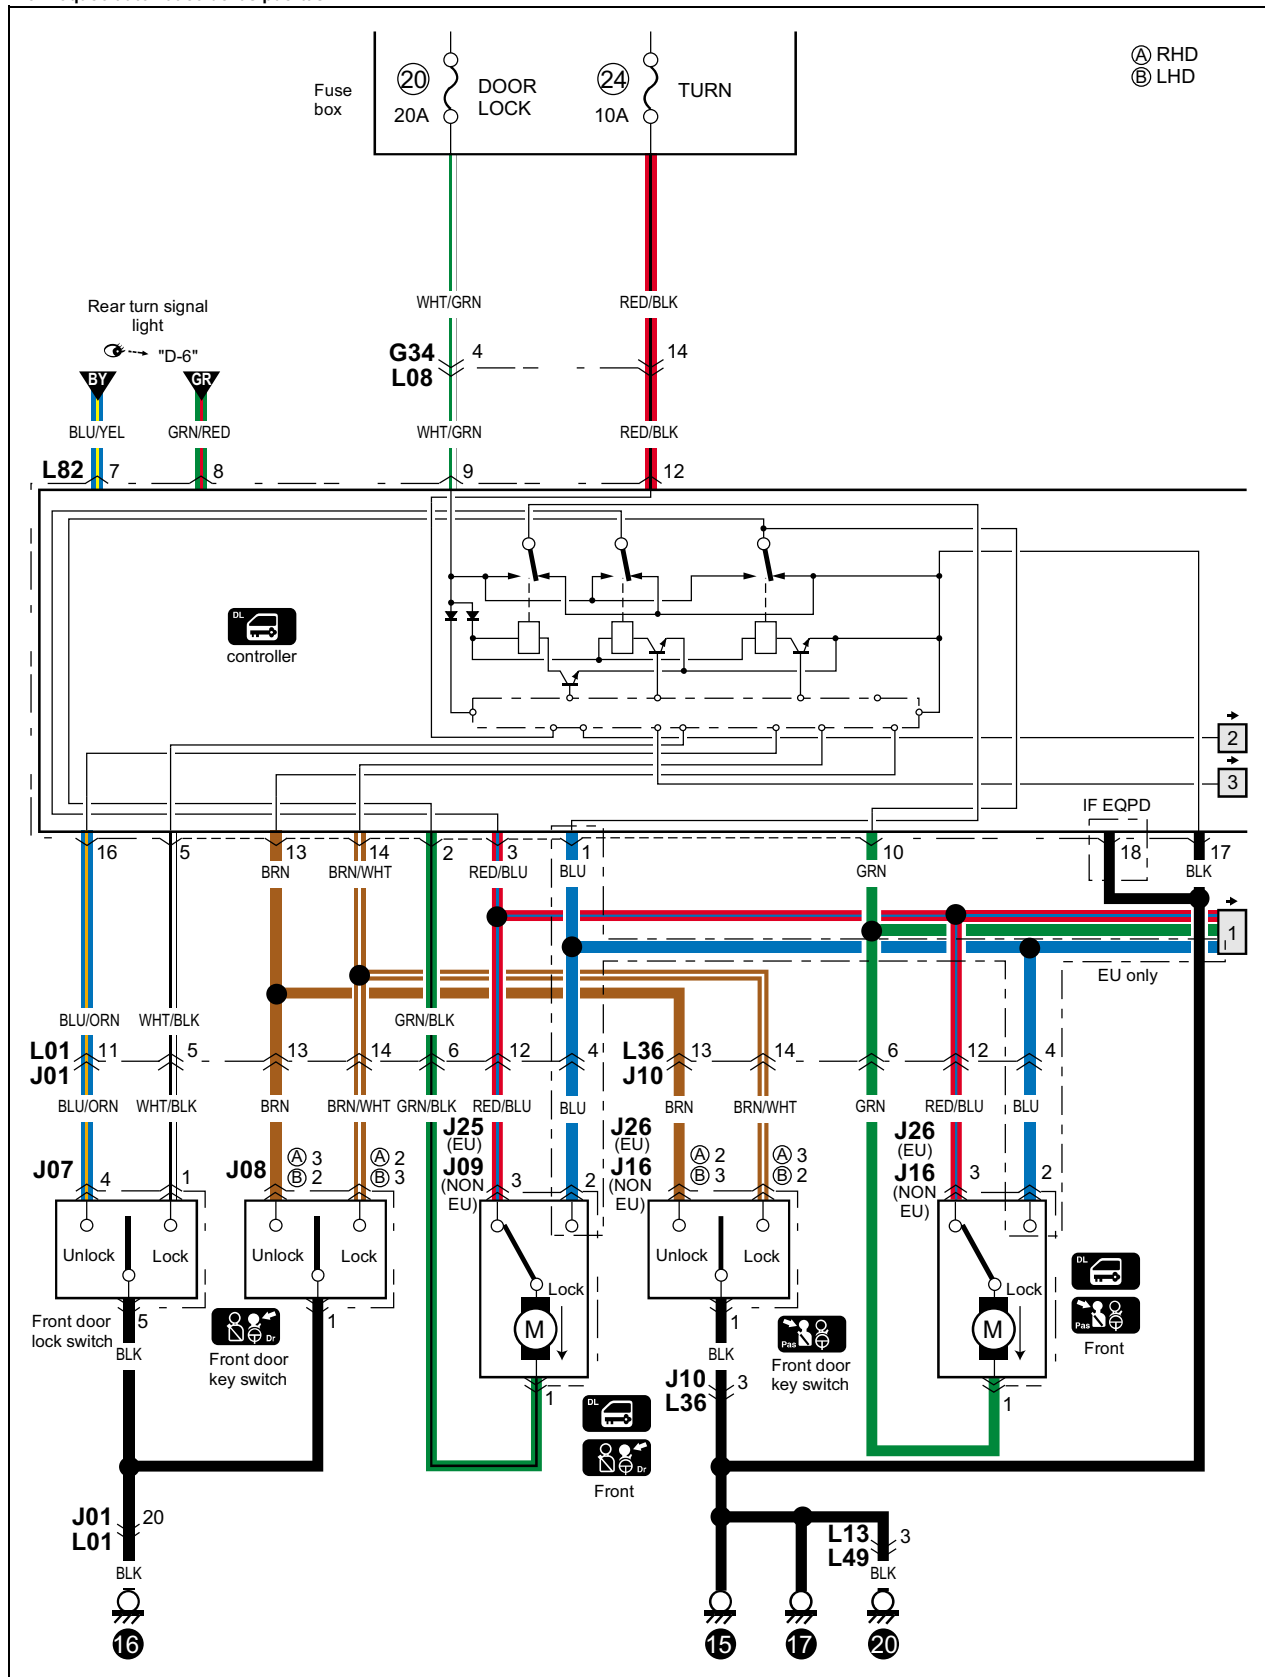 Ⓐ RHD
Ⓑ LHD
Fuse
box
20
20A
DOOR
LOCK
24
10A
TURN
WHT/GRN
RED/BLK
Rear turn signal
light
"D-6"
G34
4
14
L08
BY
GR
BLU/YEL
GRN/RED
WHT/GRN
RED/BLK
L82
7
8
9
12
DL
controller
2
3
IF EQPD
16
5
13
14
2
3
1
10
18
17
BRN
BRN/WHT
RED/BLU
BLU
GRN
BLK
1
EU only
BLU/ORN
WHT/BLK
GRN/BLK
L01
11
5
13
14
6
12
4
L36
13
14
6
12
4
J01
J10
BLU/ORN
WHT/BLK
BRN
BRN/WHT
GRN/BLK
RED/BLU
BLU
BRN
BRN/WHT
GRN
RED/BLU
BLU
J25
(EU)
J26
(EU)
J26
(EU)
J07
4
1
J08
Ⓐ 3
Ⓑ 2
Ⓐ 2
Ⓑ 3
J09
(NON
EU)
3
2
J16
(NON
EU)
Ⓐ 2
Ⓑ 3
Ⓐ 3
Ⓑ 2
J16
(NON
EU)
3
2
Unlock
Lock
Unlock
Lock
Lock
M
Unlock
Lock
Lock
M
DL
Pas
Front
Front door
lock switch
5
BLK
Dr
1
Front door
key switch
1
BLK
Pas
Front door
key switch
1
1
J10
3
L36
DL
Dr
Front
J01
20
L01
BLK
L13
3
L49
BLK
16
15
17
20